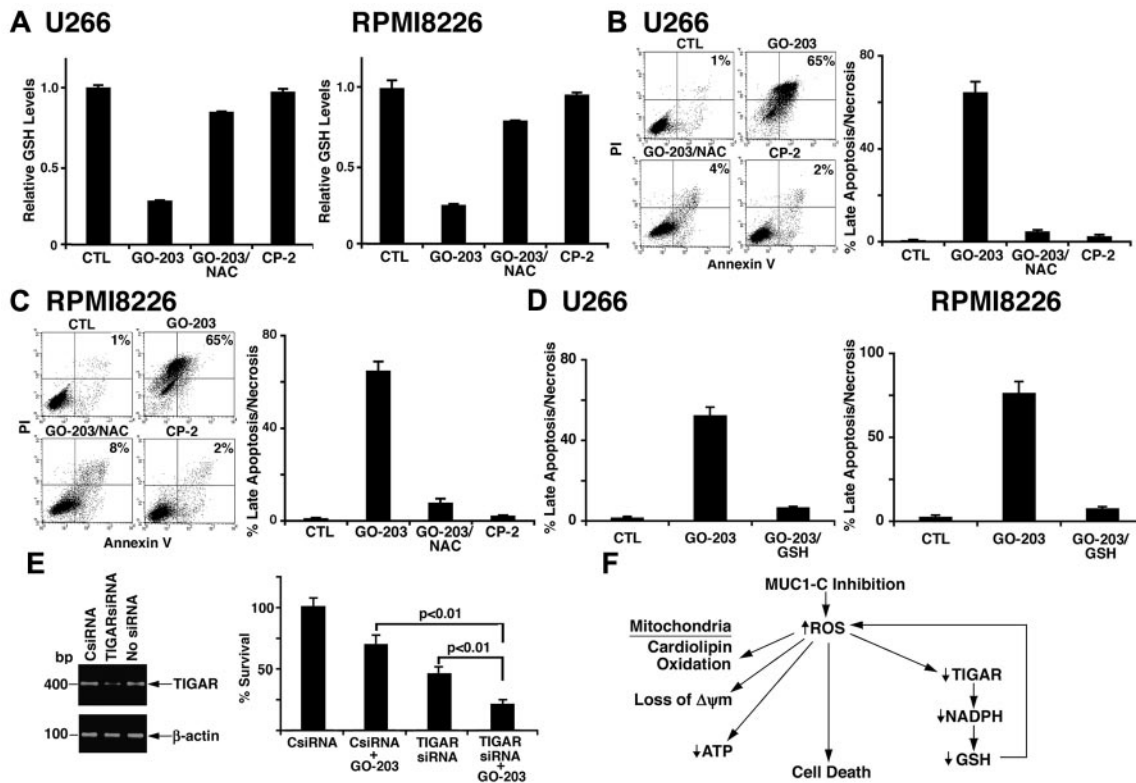 A U266
RPMI8226
Relative GSH Levels
1.0
0.5
0
CTL GO-203 GO-203/NAC CP-2
Relative GSH Levels
1.0
0.5
0
CTL GO-203 GO-203/NAC CP-2
B U266
CTL
1%
GO-203
65%
GO-203/NAC
4%
CP-2
2%
PI
Annexin V
% Late Apoptosis/Necrosis
80
60
40
20
0
CTL GO-203 GO-203/NAC CP-2
C RPMI8226
CTL
1%
GO-203
65%
GO-203/NAC
8%
CP-2
2%
PI
Annexin V
% Late Apoptosis/Necrosis
80
60
40
20
0
CTL GO-203 GO-203/NAC CP-2
D U266
RPMI8226
% Late Apoptosis/Necrosis
80
40
0
CTL GO-203 GO-203/GSH
% Late Apoptosis/Necrosis
100
50
0
CTL GO-203 GO-203/GSH
E
CsiRNA
TIGARsiRNA
No siRNA
bp
400
TIGAR
100
β-actin
% Survival
100
50
0
p<0.01
p<0.01
CsiRNA
CsiRNA + GO-203
TIGAR siRNA
TIGAR siRNA + GO-203
F
MUC1-C Inhibition
↑ROS
Mitochondria
Cardiolipin
Oxidation
Loss of Δψm
↓ATP
Cell Death
↓TIGAR
↓NADPH
↓GSH